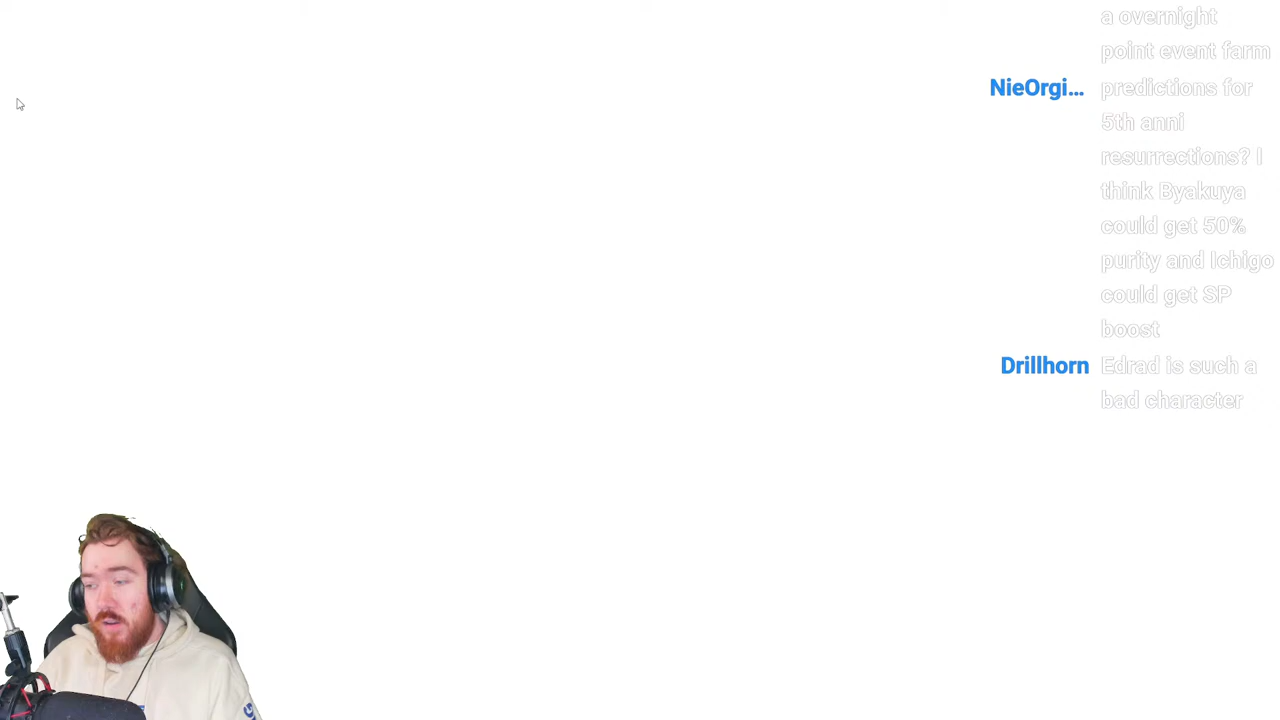 a overnight
point event farm
NieOrgi... predictions for
5th anni
resurrections? I
think Byakuya
could get 50%
purity and Ichigo
could get SP
boost
Drillhorn Edrad is such a
bad character